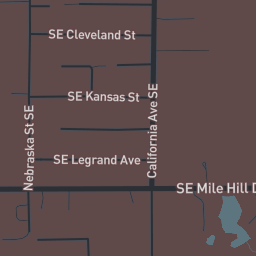 SE Cleveland St
SE Kansas St
California Ave SE
Nebraska St SE
SE Legrand Ave
SE Mile Hill D